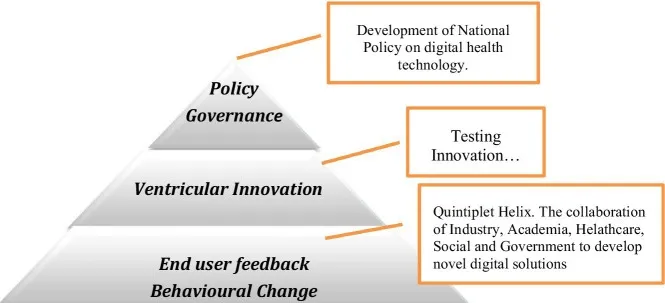 Development of National
Policy on digital health
technology.
Policy
Governance
Testing
Innovation…
Ventricular Innovation
Quintiplet Helix. The collaboration
of Industry, Academia, Helathcare,
Social and Government to develop
novel digital solutions
End user feedback
Behavioural Change